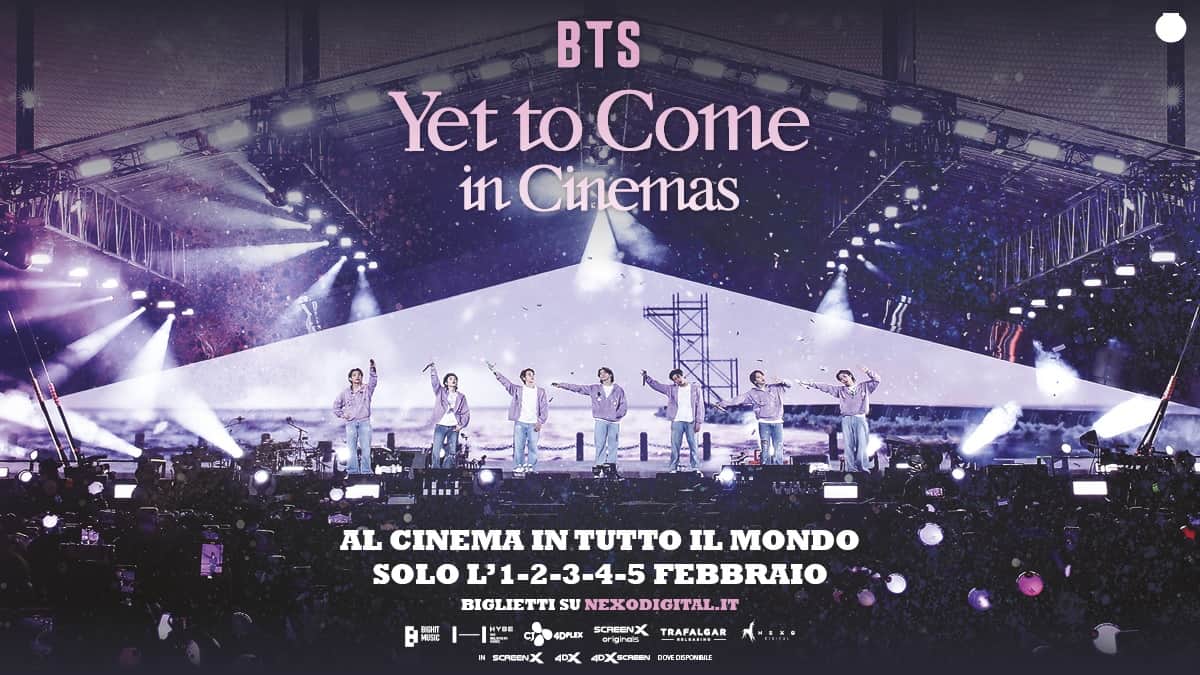 BTS
Yet to Come
in Cinemas
AL CINEMA IN TUTTO IL MONDO
SOLO L'1-2-3-4-5 FEBBRAIO
BIGLIETTI SU NEXODIGITAL.IT
BIGHIT MUSIC HYBE CJ 4DPLEX SCREENX originals TRAFALGAR RELEASING NEXO DIGITAL
IN SCREENX 4DX 4DXSCREEN DOVE DISPONIBILE